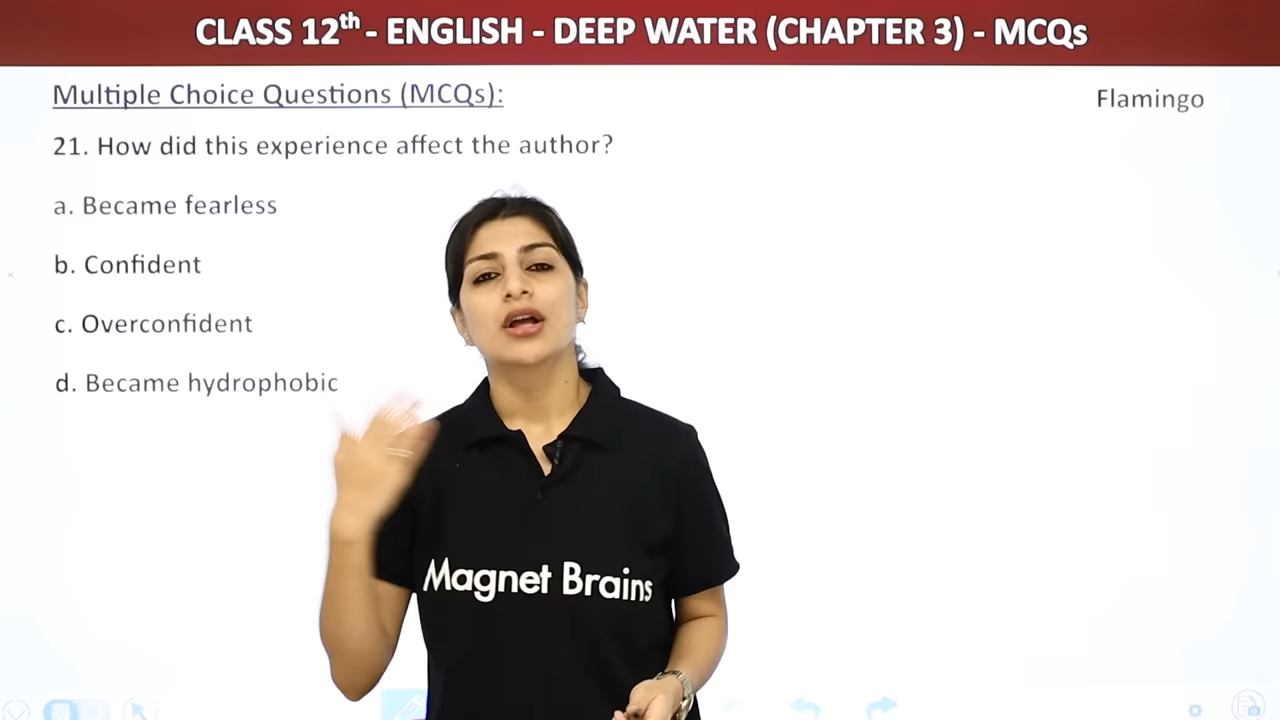 CLASS 12th - ENGLISH - DEEP WATER (CHAPTER 3) - MCQs
Multiple Choice Questions (MCQs):
Flamingo
21. How did this experience affect the author?
a. Became fearless
b. Confident
c. Overconfident
d. Became hydrophobic
Magnet Brains